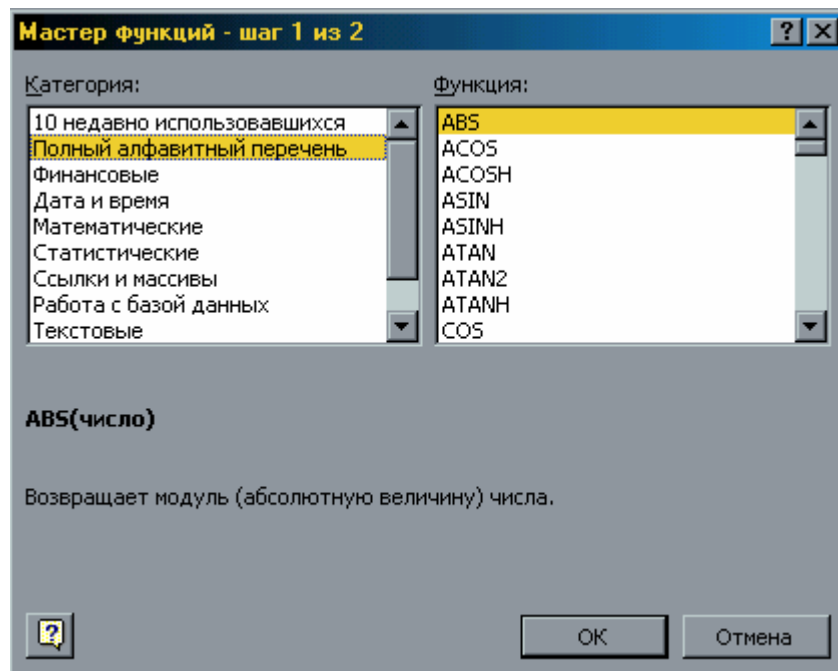 Мастер функций - шаг 1 из 2
Категория:
10 недавно использовавшихся
Полный алфавитный перечень
Финансовые
Дата и время
Математические
Статистические
Ссылки и массивы
Работа с базой данных
Текстовые
Функция:
ABS
ACOS
ACOSH
ASIN
ASINH
ATAN
ATAN2
ATANH
COS
ABS(число)
Возвращает модуль (абсолютную величину) числа.
ОК
Отмена